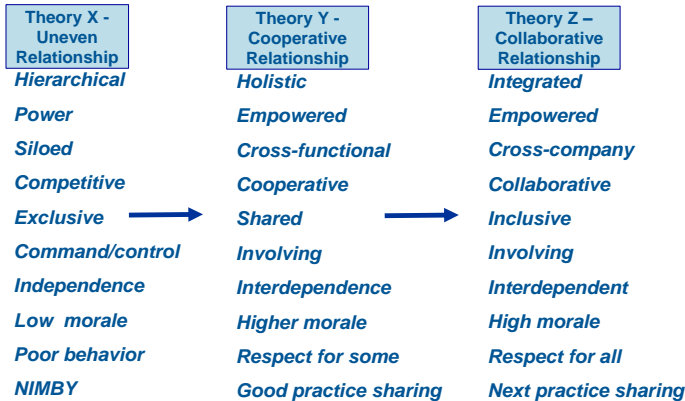 Theory X -
Uneven
Relationship
Hierarchical
Power
Siloed
Competitive
Exclusive
Command/control
Independence
Low morale
Poor behavior
NIMBY
Theory Y -
Cooperative
Relationship
Holistic
Empowered
Cross-functional
Cooperative
Shared
Involving
Interdependence
Higher morale
Respect for some
Good practice sharing
Theory Z –
Collaborative
Relationship
Integrated
Empowered
Cross-company
Collaborative
Inclusive
Involving
Interdependent
High morale
Respect for all
Next practice sharing